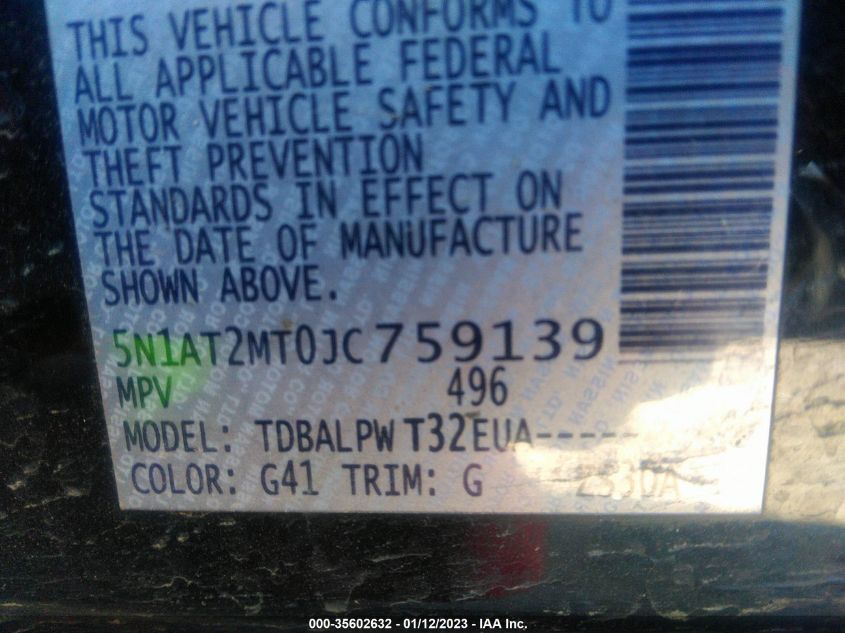 THIS VEHICLE CONFORMS TO
ALL APPLICABLE FEDERAL
MOTOR VEHICLE SAFETY AND
THEFT PREVENTION
STANDARDS IN EFFECT ON
THE DATE OF MANUFACTURE
SHOWN ABOVE.
5N1AT2MT0JC759139
MPV 496
MODEL: TDBALPW T32EUA-----
COLOR: G41 TRIM: G 2330A
000-35602632 - 01/12/2023 - IAA Inc.